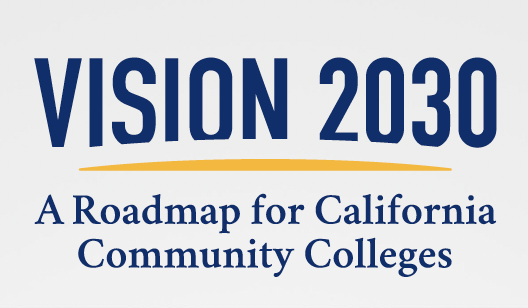 VISION 2030
A Roadmap for California
Community Colleges